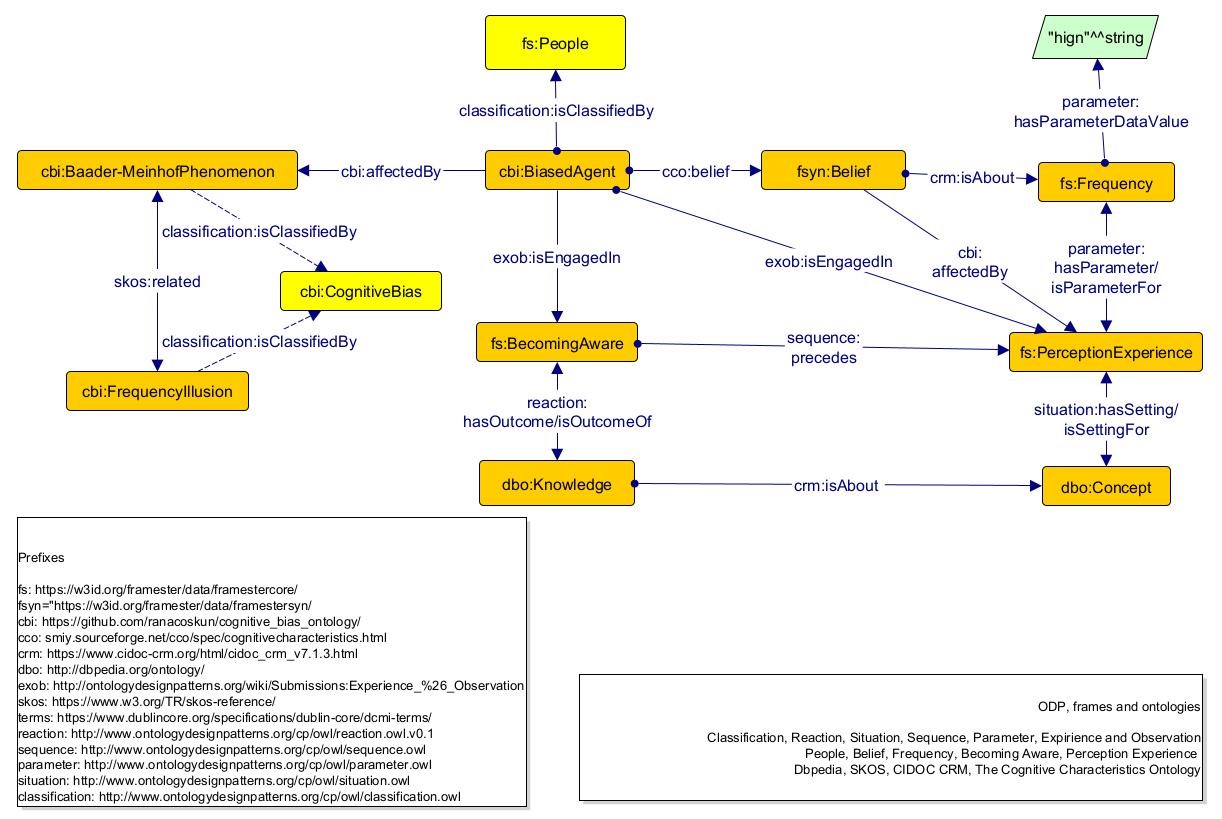 fs:People
"hign"^^string
classification:isClassifiedBy
parameter:
hasParameterDataValue
cbi:Baader-MeinhofPhenomenon
cbi:affectedBy
cbi:BiasedAgent
cco:belief
fsyn:Belief
crm:isAbout
fs:Frequency
classification:isClassifiedBy
skos:related
exob:isEngagedIn
exob:isEngagedIn
cbi:
affectedBy
parameter:
hasParameter/
isParameterFor
cbi:CognitiveBias
classification:isClassifiedBy
fs:BecomingAware
sequence:
precedes
fs:PerceptionExperience
cbi:FrequencyIllusion
reaction:
hasOutcome/isOutcomeOf
situation:hasSetting/
isSettingFor
dbo:Knowledge
crm:isAbout
dbo:Concept
Prefixes
fs: https://w3id.org/framester/data/framestercore/
fsyn="https://w3id.org/framester/data/framestersyn/
cbi: https://github.com/ranacoskun/cognitive_bias_ontology/
cco: smiy.sourceforge.net/cco/spec/cognitivecharacteristics.html
crm: https://www.cidoc-crm.org/html/cidoc_crm_v7.1.3.html
dbo: http://dbpedia.org/ontology/
exob: http://ontologydesignpatterns.org/wiki/Submissions:Experience_%26_Observation
skos: https://www.w3.org/TR/skos-reference/
terms: https://www.dublincore.org/specifications/dublin-core/dcmi-terms/
reaction: http://www.ontologydesignpatterns.org/cp/owl/reaction.owl.v0.1
sequence: http://www.ontologydesignpatterns.org/cp/owl/sequence.owl
parameter: http://www.ontologydesignpatterns.org/cp/owl/parameter.owl
situation: http://www.ontologydesignpatterns.org/cp/owl/situation.owl
classification: http://www.ontologydesignpatterns.org/cp/owl/classification.owl
ODP, frames and ontologies
Classification, Reaction, Situation, Sequence, Parameter, Expirience and Observation
People, Belief, Frequency, Becoming Aware, Perception Experience
Dbpedia, SKOS, CIDOC CRM, The Cognitive Characteristics Ontology